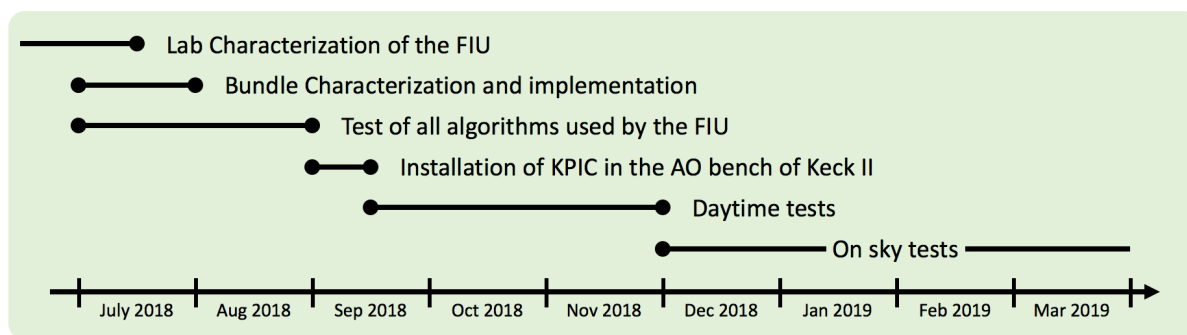 Lab Characterization of the FIU
Bundle Characterization and implementation
Test of all algorithms used by the FIU
Installation of KPIC in the AO bench of Keck II
Daytime tests
On sky tests
July 2018 Aug 2018 Sep 2018 Oct 2018 Nov 2018 Dec 2018 Jan 2019 Feb 2019 Mar 2019